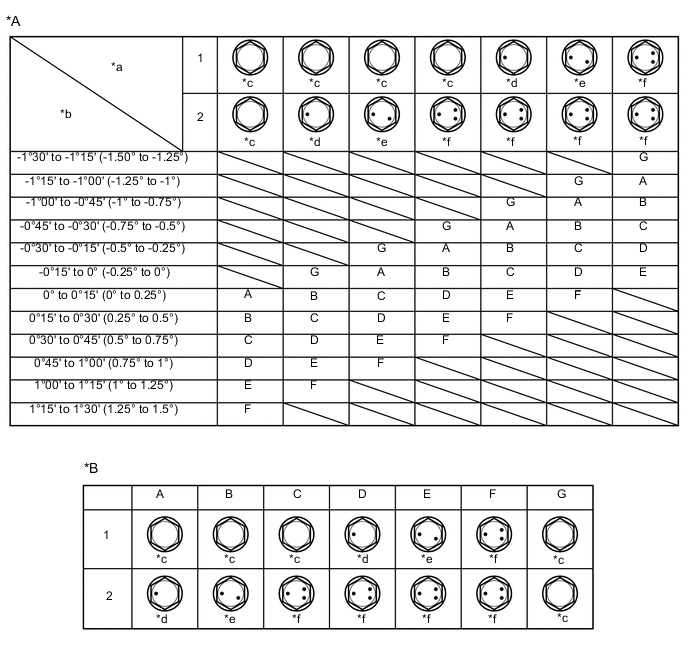 *A
*a
*b
1 *c *c *c *c *d *e *f
2 *c *d *e *f *f *f *f
-1°30' to -1°15' (-1.50° to -1.25°) G
-1°15' to -1°00' (-1.25° to -1°) G A
-1°00' to -0°45' (-1° to -0.75°) G A B
-0°45' to -0°30' (-0.75° to -0.5°) G A B C
-0°30' to -0°15' (-0.5° to -0.25°) G A B C D
-0°15' to 0° (-0.25° to 0°) G A B C D E
0° to 0°15' (0° to 0.25°) A B C D E F
0°15' to 0°30' (0.25° to 0.5°) B C D E F
0°30' to 0°45' (0.5° to 0.75°) C D E F
0°45' to 1°00' (0.75° to 1°) D E F
1°00' to 1°15' (1° to 1.25°) E F
1°15' to 1°30' (1.25° to 1.5°) F
*B
A B C D E F G
1 *c *c *c *d *e *f *c
2 *d *e *f *f *f *f *c